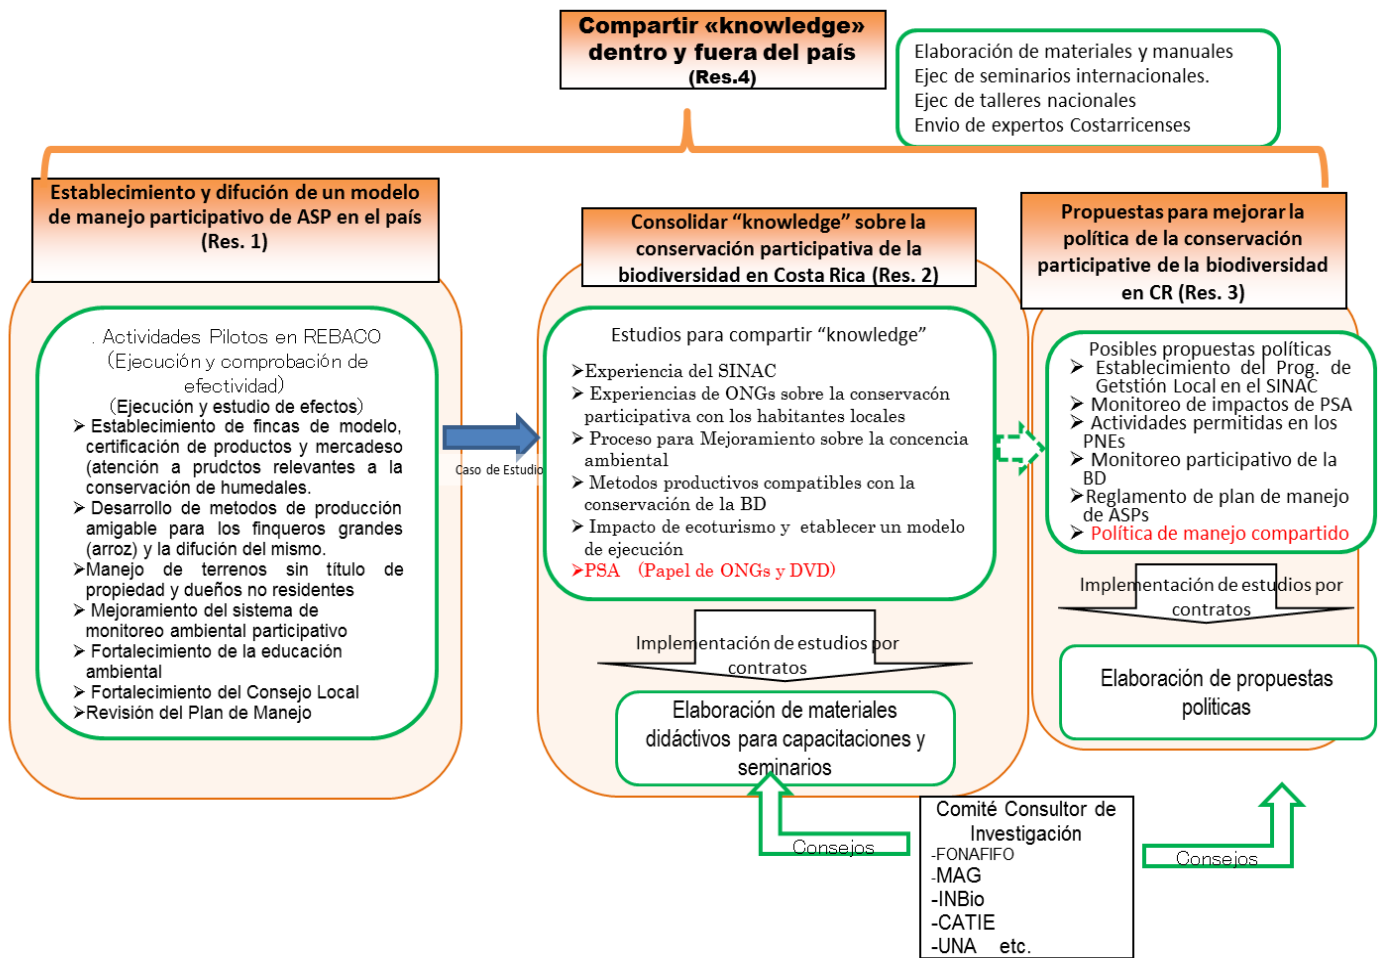 Compartir «knowledge»
dentro y fuera del país
(Res.4)
Elaboración de materiales y manuales
Ejec de seminarios internacionales.
Ejec de talleres nacionales
Envio de expertos Costarricenses
Establecimiento y difución de un modelo
de manejo participativo de ASP en el país
(Res. 1)
. Actividades Pilotos en REBACO
(Ejecución y comprobación de
efectividad)
(Ejecución y estudio de efectos)
➢ Establecimiento de fincas de modelo,
certificación de productos y mercadeso
(atención a prudctos relevantes a la
conservación de humedales.
➢ Desarrollo de metodos de producción
amigable para los finqueros grandes
(arroz) y la difución del mismo.
➢Manejo de terrenos sin título de
propiedad y dueños no residentes
➢ Mejoramiento del sistema de
monitoreo ambiental participativo
➢ Fortalecimiento de la educación
ambiental
➢ Fortalecimiento del Consejo Local
➢Revisión del Plan de Manejo
Caso de Estudio
Consolidar “knowledge” sobre la
conservación participativa de la
biodiversidad en Costa Rica (Res. 2)
Estudios para compartir “knowledge”
➢Experiencia del SINAC
➢ Experiencias de ONGs sobre la conservacón
participativa con los habitantes locales
➢ Proceso para Mejoramiento sobre la concencia
ambiental
➢ Metodos productivos compatibles con la
conservación de la BD
➢ Impacto de ecoturismo y etablecer un modelo
de ejecución
➢PSA (Papel de ONGs y DVD)
Implementación de estudios por
contratos
Elaboración de materiales
didáctivos para capacitaciones y
seminarios
Propuestas para mejorar la
política de la conservación
participative de la biodiversidad
en CR (Res. 3)
Posibles propuestas políticas
➢ Establecimiento del Prog. de
Getstión Local en el SINAC
➢ Monitoreo de impactos de PSA
➢ Actividades permitidas en los
PNEs
➢ Monitoreo participativo de la
BD
➢Reglamento de plan de manejo
de ASPs
➢ Política de manejo compartido
Implementación de estudios por
contratos
Elaboración de propuestas
politicas
Comité Consultor de
Investigación
-FONAFIFO
-MAG
-INBio
-CATIE
-UNA etc.
Consejos
Consejos